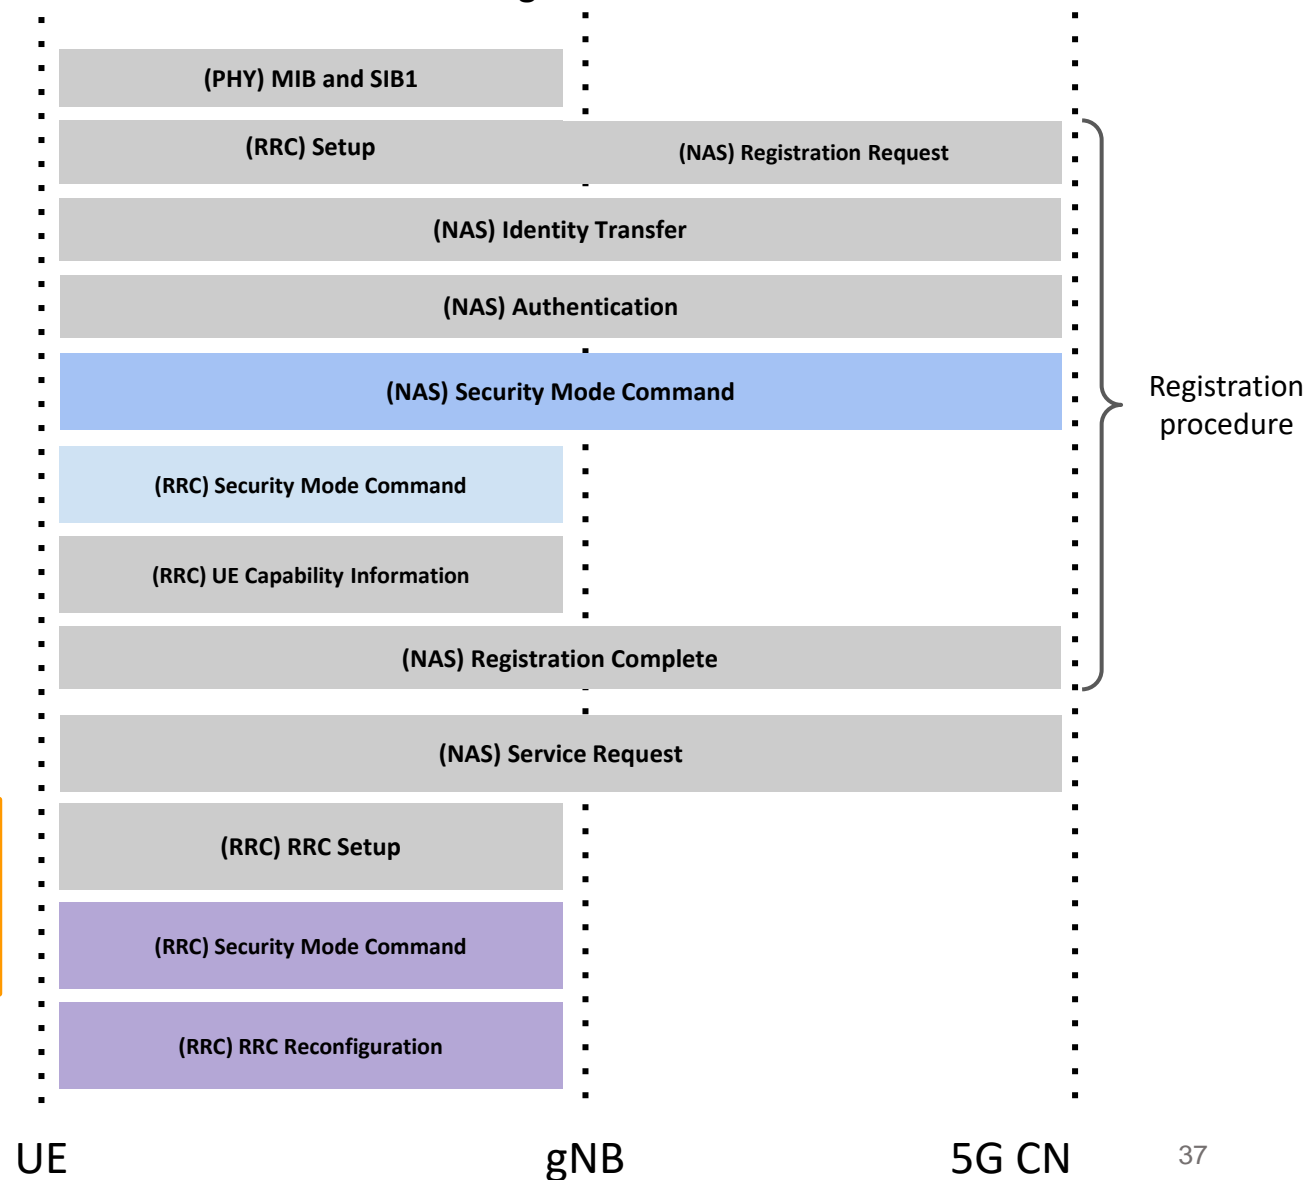 (PHY) MIB and SIB1
(RRC) Setup
(NAS) Registration Request
(NAS) Identity Transfer
(NAS) Authentication
(NAS) Security Mode Command
(RRC) Security Mode Command
(RRC) UE Capability Information
(NAS) Registration Complete
Registration
procedure
(NAS) Service Request
(RRC) RRC Setup
(RRC) Security Mode Command
(RRC) RRC Reconfiguration
UE
gNB
5G CN
37